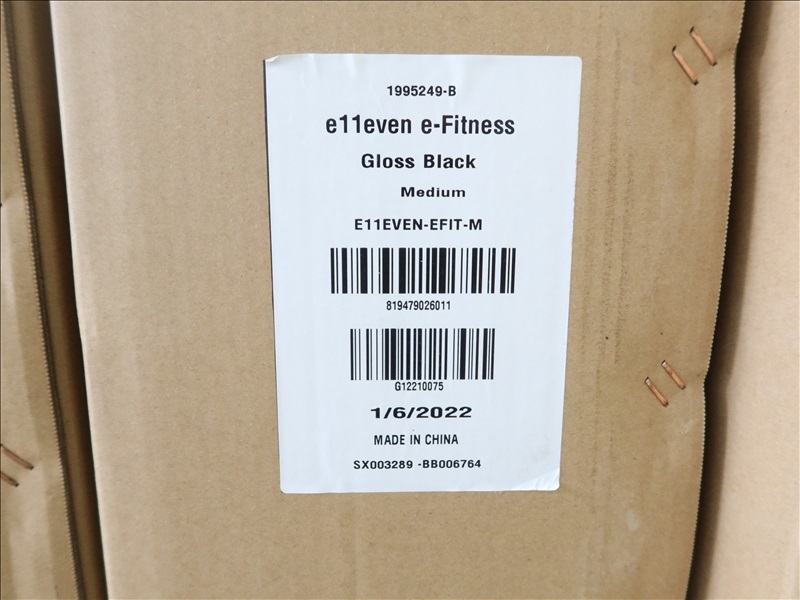 1995249-B
e11even e-Fitness
Gloss Black
Medium
E11EVEN-EFIT-M
819479026011
G12210075
1/6/2022
MADE IN CHINA
SX003289 -BB006764